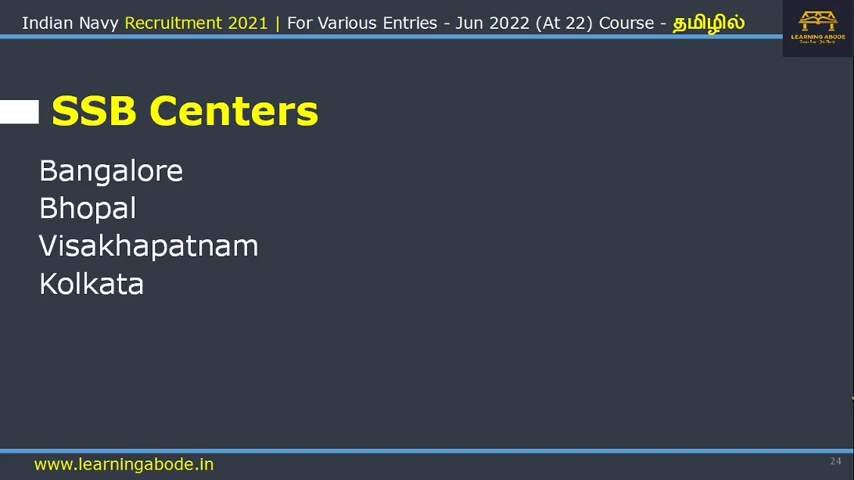 Indian Navy Recruitment 2021 | For Various Entries - Jun 2022 (At 22) Course - தமிழில்
LEARNING ABODE
SSB Centers
Bangalore
Bhopal
Visakhapatnam
Kolkata
www.learningabode.in
24